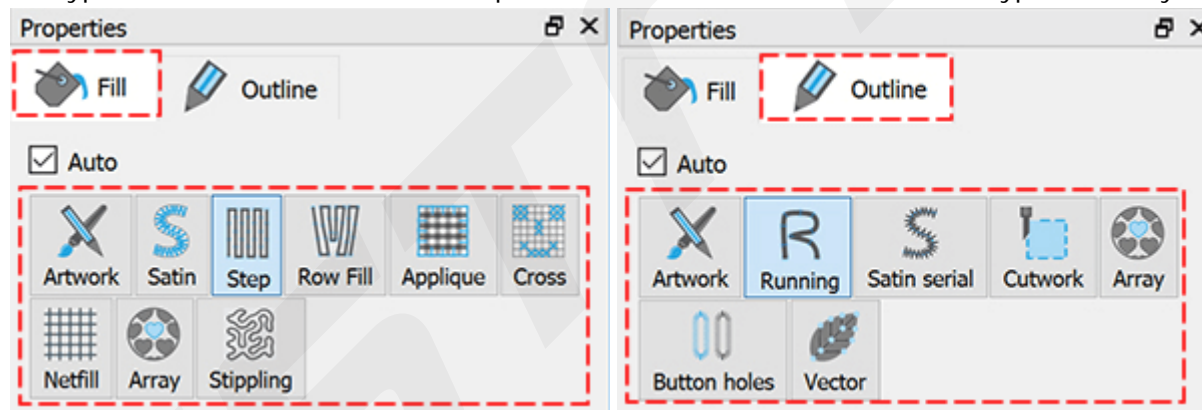 Properties
Fill
Outline
Auto
Artwork Satin Step Row Fill Applique Cross
Netfill Array Stippling
Properties
Fill
Outline
Auto
Artwork Running Satin serial Cutwork Array
Button holes Vector